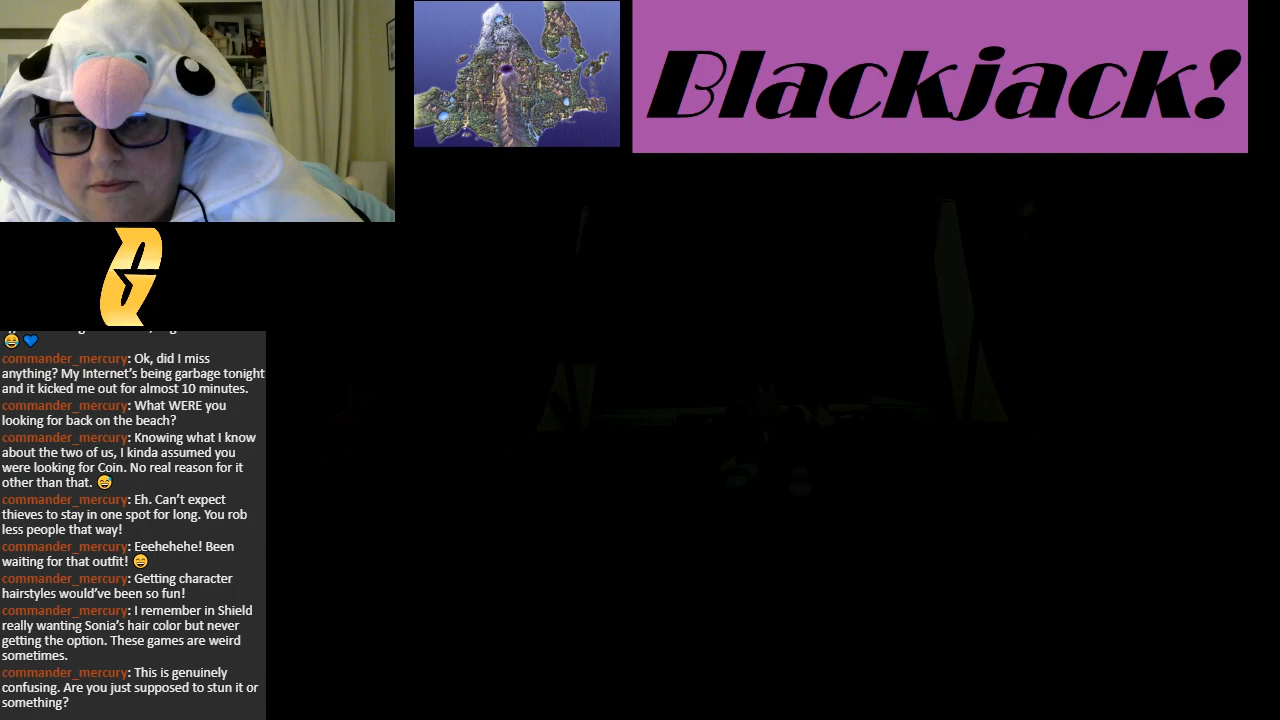 Blackjack!
commander_mercury: Ok, did I miss
anything? My Internet's being garbage tonight
and it kicked me out for almost 10 minutes.
commander_mercury: What WERE you
looking for back on the beach?
commander_mercury: Knowing what I know
about the two of us, I kinda assumed you
were looking for Coin. No real reason for it
other than that. 😅
commander_mercury: Eh. Can't expect
thieves to stay in one spot for long. You rob
less people that way!
commander_mercury: Eeehehehe! Been
waiting for that outfit! 😄
commander_mercury: Getting character
hairstyles would've been so fun!
commander_mercury: I remember in Shield
really wanting Sonia's hair color but never
getting the option. These games are weird
sometimes.
commander_mercury: This is genuinely
confusing. Are you just supposed to stun it or
something?